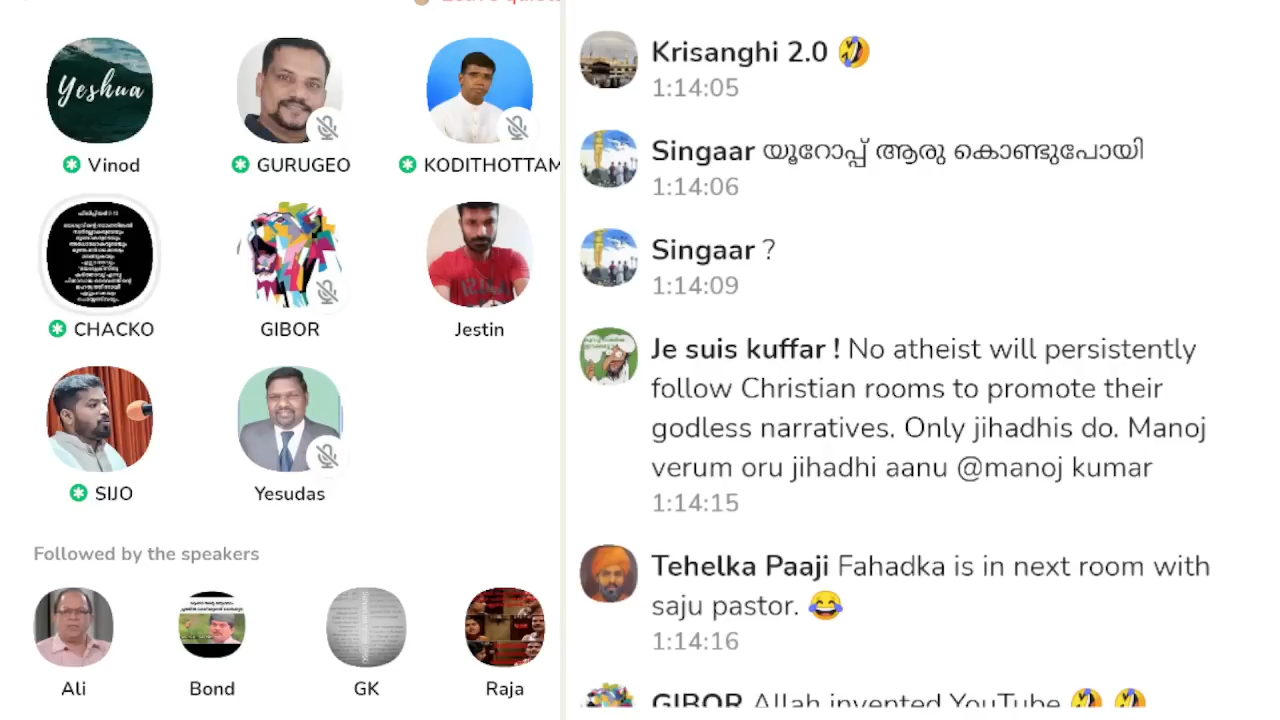 Leave quietly
Yeshua
Vinod
GURUGEO
KODITHOTTAM
CHACKO
GIBOR
Jestin
SIJO
Yesudas
Followed by the speakers
Ali
Bond
GK
Raja
Krisanghi 2.0 🤣
1:14:05
Singaar യൂറോപ്പ് ആരു കൊണ്ടുപോയി
1:14:06
Singaar ?
1:14:09
Je suis kuffar ! No atheist will persistently
follow Christian rooms to promote their
godless narratives. Only jihadhis do. Manoj
verum oru jihadhi aanu @manoj kumar
1:14:15
Tehelka Paaji Fahadka is in next room with
saju pastor. 😂
1:14:16
GIBOR Allah invented YouTube 🤣 🤣